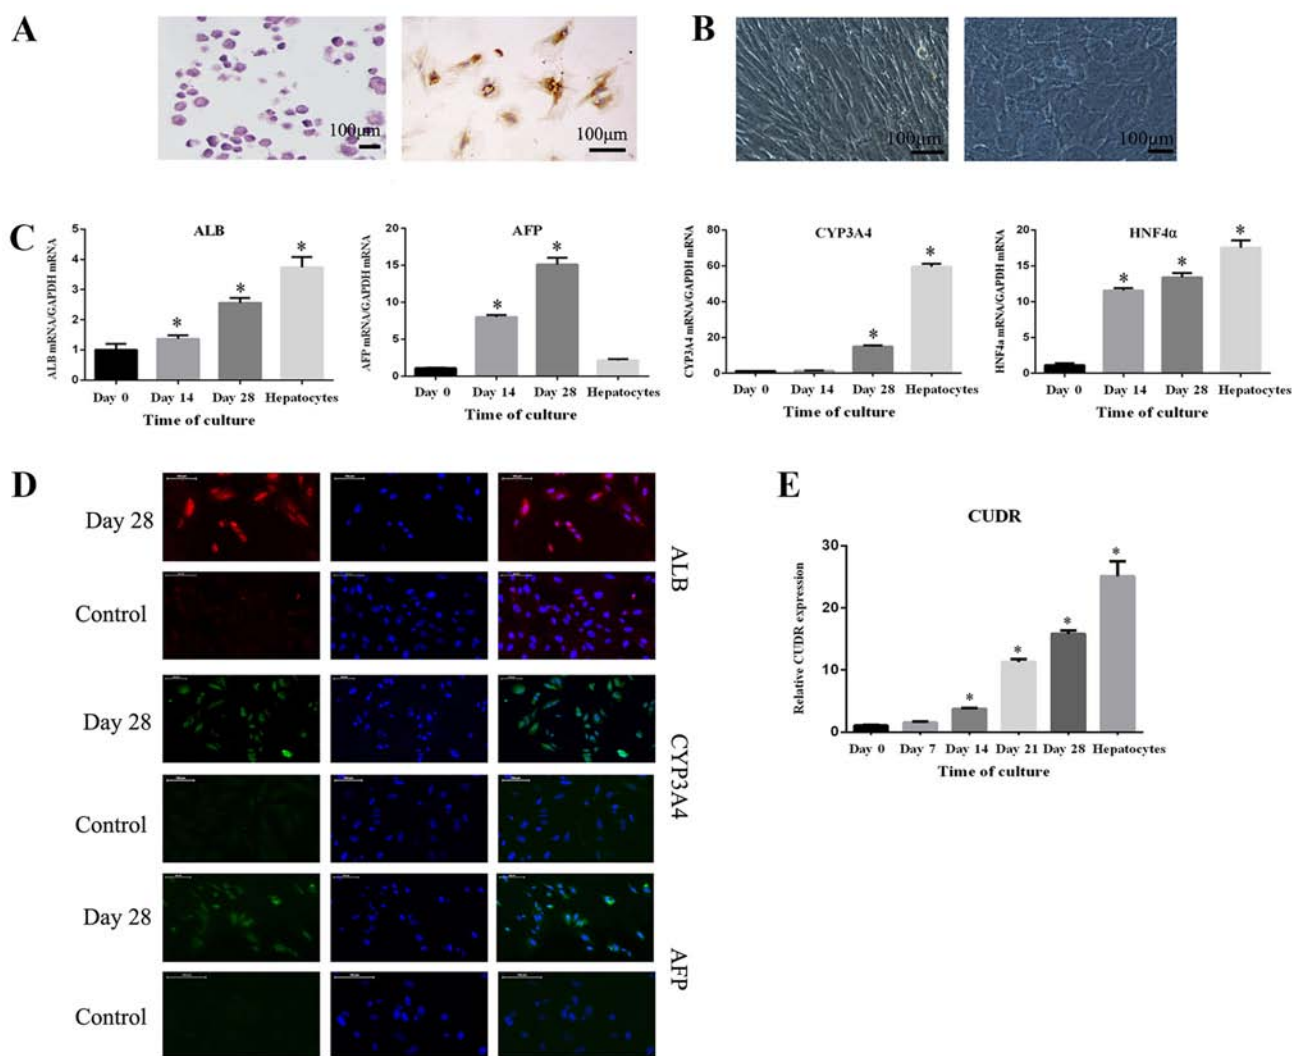 A
100μm
100μm
B
100μm
100μm
C
ALB
ALB mRNA/GAPDH mRNA
5
4
3
2
1
0
Day 0 Day 14 Day 28 Hepatocytes
Time of culture
*
*
*
AFP
AFP mRNA/GAPDH mRNA
20
15
10
5
0
Day 0 Day 14 Day 28 Hepatocytes
Time of culture
*
*
CYP3A4
CYP3A4 mRNA/GAPDH mRNA
80
60
40
20
0
Day 0 Day 14 Day 28 Hepatocytes
Time of culture
*
*
HNF4α
HNF4a mRNA/GAPDH mRNA
20
15
10
5
0
Day 0 Day 14 Day 28 Hepatocytes
Time of culture
*
*
*
D
Day 28
Control
ALB
Day 28
Control
CYP3A4
Day 28
Control
AFP
E
CUDR
Relative CUDR expression
30
20
10
0
Day 0 Day 7 Day 14 Day 21 Day 28 Hepatocytes
Time of culture
*
*
*
*